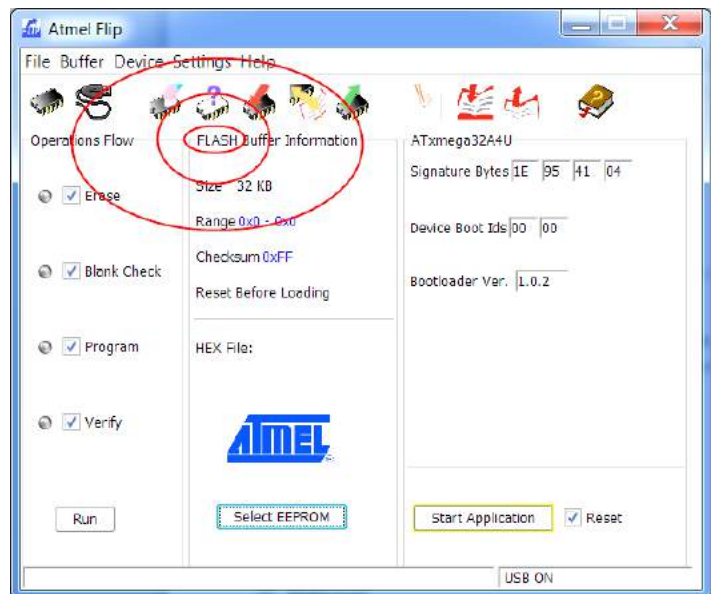 Atmel Flip
File Buffer Device Settings Help
Operations Flow
Erase
Blank Check
Program
Verify
Run
FLASH Buffer Information
Size 32 KB
Range 0x0 - 0x0
Checksum 0xFF
Reset Before Loading
HEX File:
ATMEL
Select EEPROM
ATxmega32A4U
Signature Bytes 1E 95 41 04
Device Boot Ids 00 00
Bootloader Ver. 1.0.2
Start Application Reset
USB ON